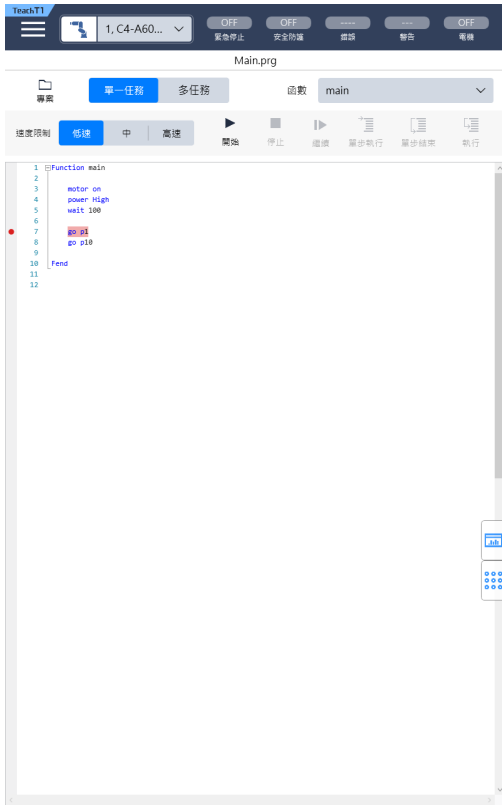 TeachT1
1, C4-A60...
OFF
緊急停止
OFF
安全防護
----
錯誤
---
警告
OFF
電機
Main.prg
專案
單一任務
多任務
函數
main
速度限制
低速
中
高速
開始
停止
繼續
單步執行
單步結束
執行
1 Function main
2
3 motor on
4 power High
5 wait 100
6
7 go p1
8 go p10
9
10 Fend
11
12